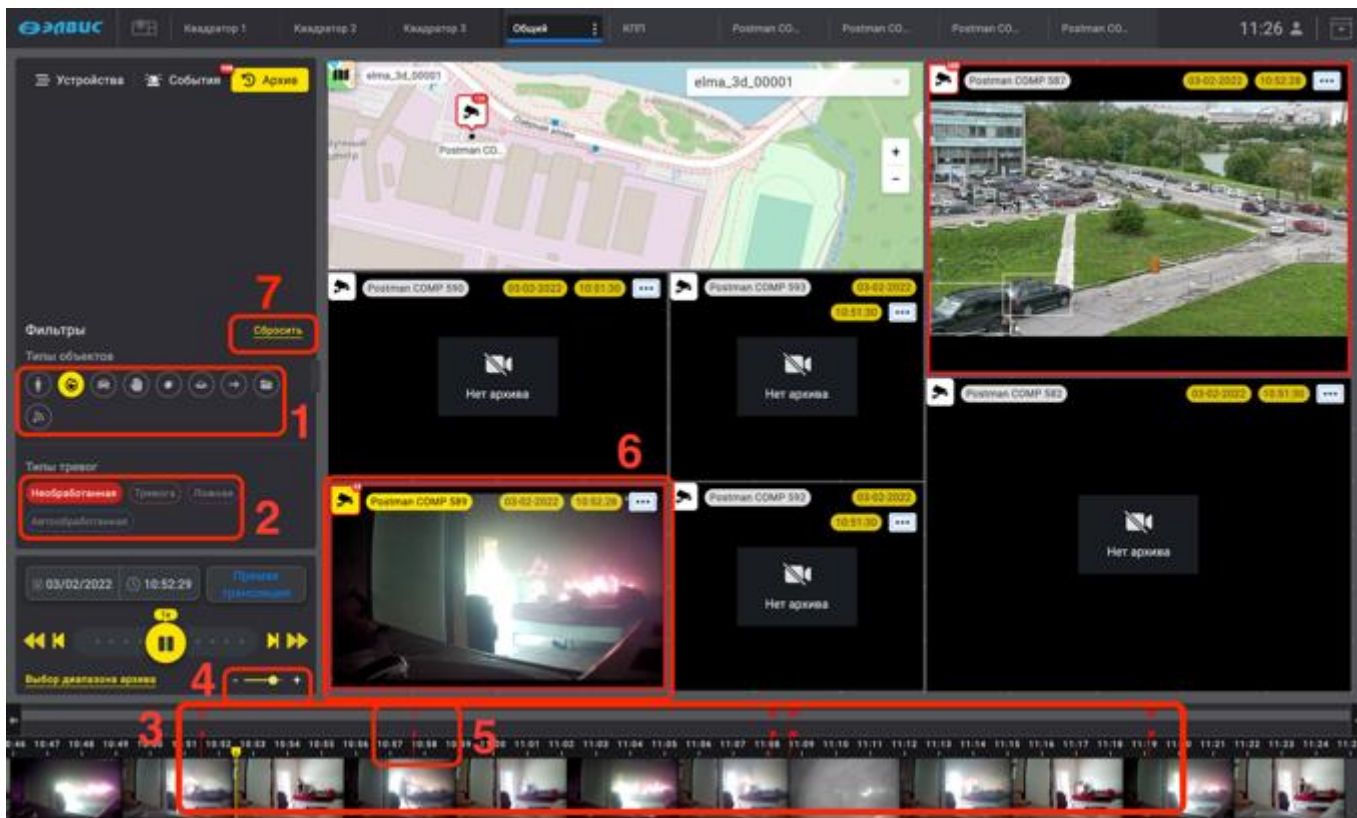 ЭЛВИС Квадратор 1 Квадратор 2 Квадратор 3 Общий КПП Postman CO... Postman CO... Postman CO... Postman CO... 11:26
Устройства События Архив
elma_3d_00001 elma_3d_00001
Postman CO...
Озёрная аллея
+
-
Postman COMP 587 03-02-2022 10:52:28
7
Фильтры Сбросить
Типы объектов
1
Типы тревог
Необработанная Тревога Ложная
Автообработанная
2
Postman COMP 590 03-02-2022 10:51:30
Нет архива
Postman COMP 593 03-02-2022
10:51:30
Нет архива
Postman COMP 582 03-02-2022 10:51:30
Нет архива
6
Postman COMP 589 03-02-2022 10:52:28
Postman COMP 592 03-02-2022
10:51:30
Нет архива
03/02/2022 10:52:29 Прямая
трансляция
1x
Выбор диапазона архива
4 - +
3 5
10:47 10:48 10:49 10:52 10:53 10:54 10:55 10:56 10:57 10:58 11:01 11:02 11:03 11:04 11:05 11:06 11:07 11:08 11:09 11:10 11:11 11:12 11:13 11:14 11:15 11:16 11:17 11:18 11:19 11:21 11:22 11:23 11:24